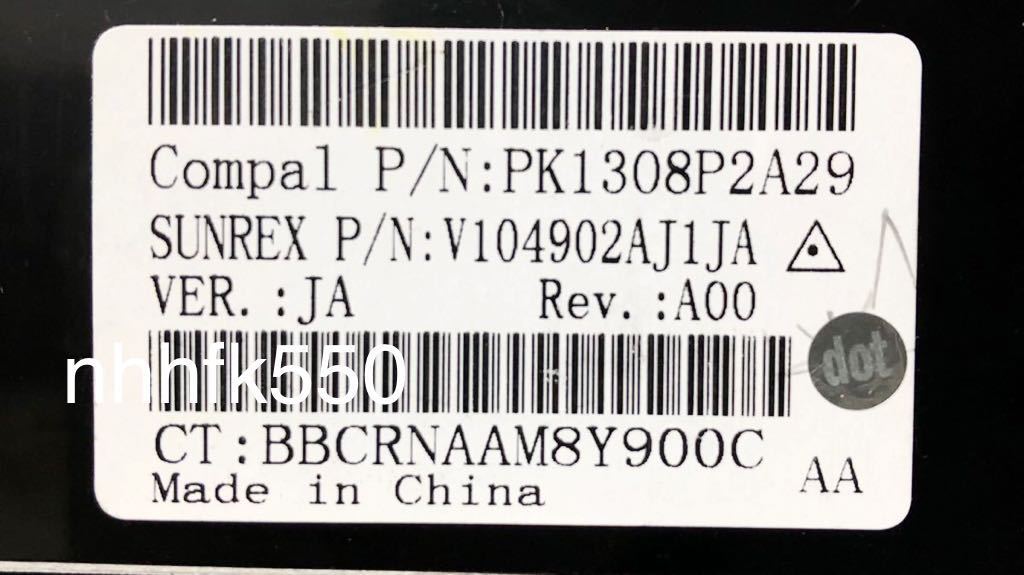 Compal P/N:PK1308P2A29
SUNREX P/N:V104902AJ1JA
VER.:JA Rev.:A00
nhhfk550
dot
CT:BBCRNAAM8Y900C
AA
Made in China